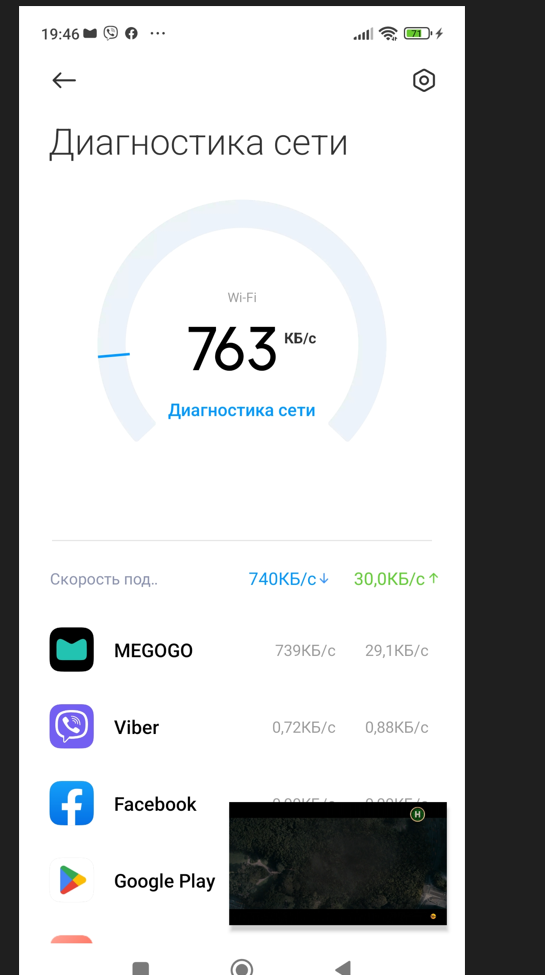 19:46 ... 71
Диагностика сети
Wi-Fi
763 КБ/с
Диагностика сети
Скорость под.. 740КБ/с↓ 30,0КБ/с↑
MEGOGO 739КБ/с 29,1КБ/с
Viber 0,72КБ/с 0,88КБ/с
Facebook
H
Google Play